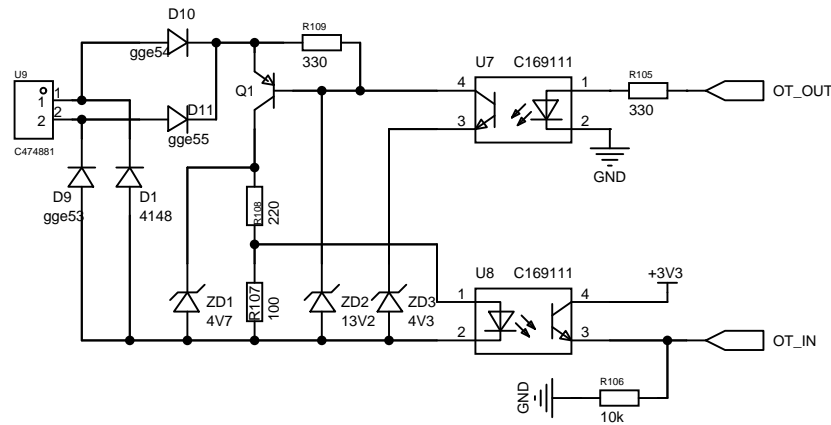 D10
gge54
R109
330
U9
1
1
2
2
C474881
D11
gge55
Q1
U7
C169111
4
3
1
2
R105
330
OT_OUT
GND
D9
gge53
D1
4148
R108
220
R107
100
ZD1
4V7
ZD2
13V2
ZD3
4V3
U8
C169111
1
2
4
3
+3V3
OT_IN
GND
R106
10k